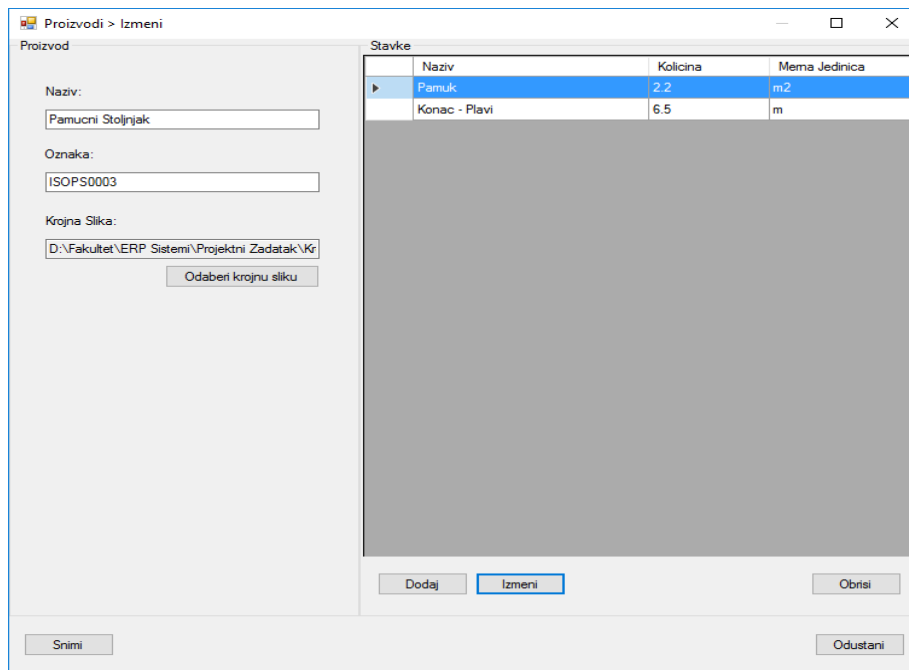 Proizvodi > Izmeni
Proizvod
Naziv:
Pamucni Stoljnjak
Oznaka:
ISOPS0003
Krojna Slika:
D:\Fakultet\ERP Sistemi\Projektni Zadatak\Kr
Odaberi krojnu sliku
Stavke
Naziv Kolicina Merna Jedinica
Pamuk 2.2 m2
Konac - Plavi 6.5 m
Dodaj Izmeni Obrisi
Snimi Odustani